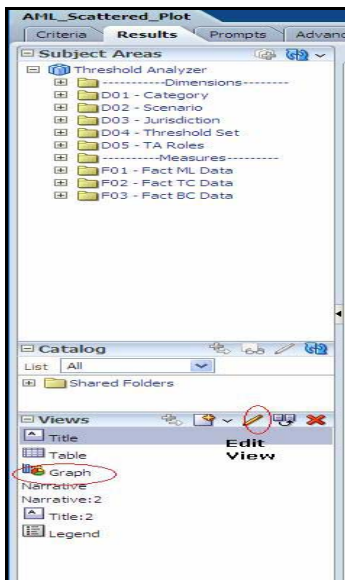 AML_Scattered_Plot
Criteria Results Prompts Advanc
Subject Areas
Threshold Analyzer
----------Dimensions--------
D01 - Category
D02 - Scenario
D03 - Jurisdiction
D04 - Threshold Set
D05 - TA Roles
----------Measures---------
F01 - Fact ML Data
F02 - Fact TC Data
F03 - Fact BC Data
Catalog
List All
Shared Folders
Views
Edit
View
Title
Table
Graph
Narrative
Narrative:2
Title:2
Legend